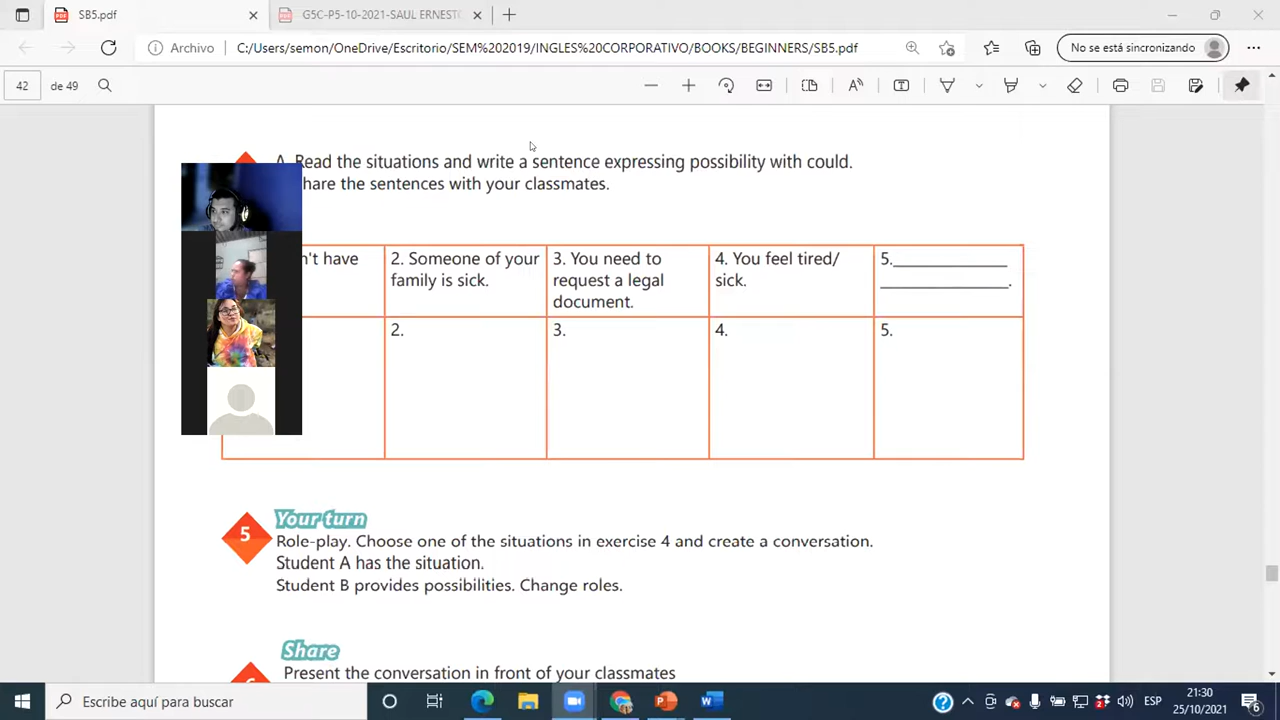 SB5.pdf
G5C-P5-10-2021-SAUL ERNESTO
Archivo
C:/Users/semon/OneDrive/Escritorio/SEM%202019/INGLES%20CORPORATIVO/BOOKS/BEGINNERS/SB5.pdf
No se está sincronizando
42 de 49
A. Read the situations and write a sentence expressing possibility with could.
hare the sentences with your classmates.
n't have
2. Someone of your
family is sick.
3. You need to
request a legal
document.
4. You feel tired/
sick.
5.______________
________________.
2.
3.
4.
5.
5
Your turn
Role-play. Choose one of the situations in exercise 4 and create a conversation.
Student A has the situation.
Student B provides possibilities. Change roles.
Share
Present the conversation in front of your classmates
Escribe aquí para buscar
ESP
21:30
25/10/2021
6